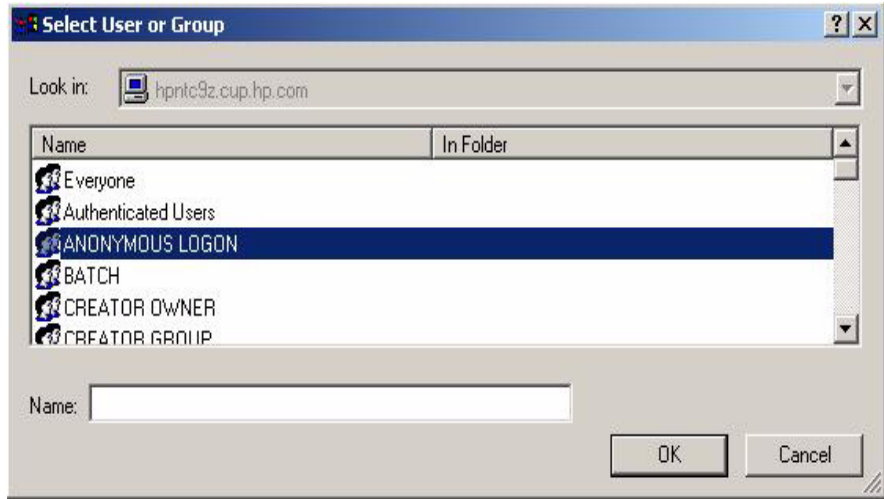 Select User or Group
Look in: hpntc9z.cup.hp.com
Name In Folder
Everyone
Authenticated Users
ANONYMOUS LOGON
BATCH
CREATOR OWNER
CREATOR GROUP
Name:
OK Cancel